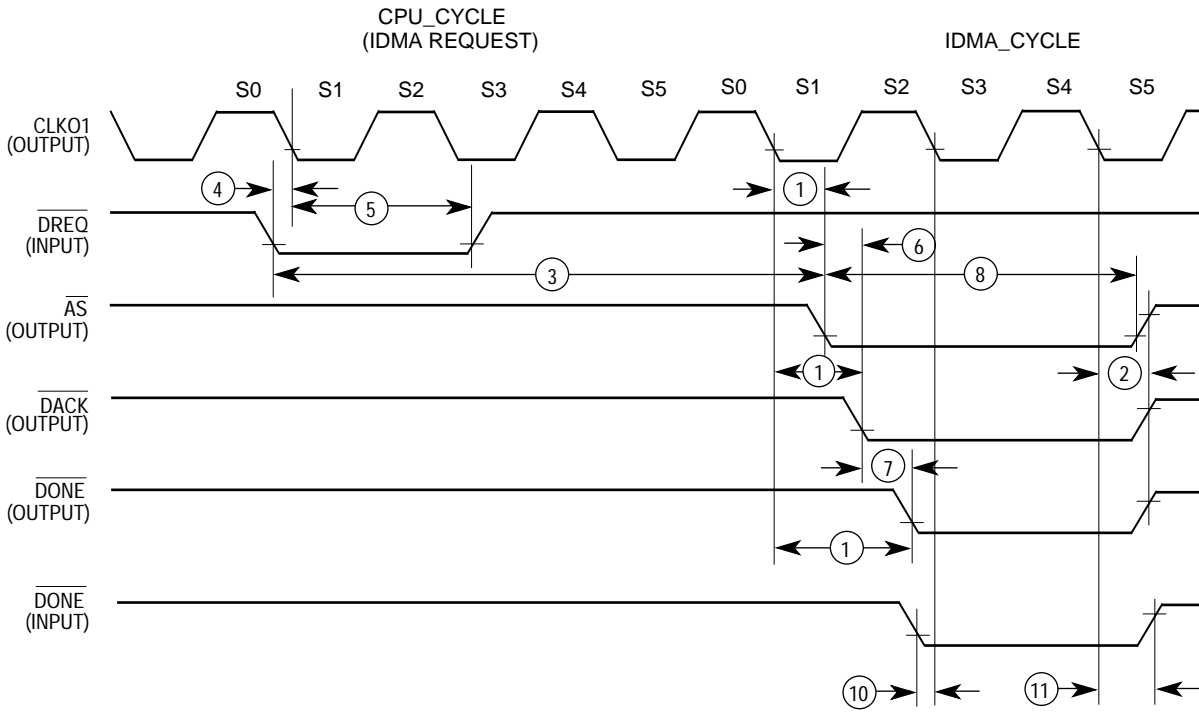 CPU_CYCLE
(IDMA REQUEST)
IDMA_CYCLE
S0 S1 S2 S3 S4 S5 S0 S1 S2 S3 S4 S5
CLKO1
(OUTPUT)
4
5
1
DREQ
(INPUT)
6
3
8
AS
(OUTPUT)
1
2
DACK
(OUTPUT)
7
DONE
(OUTPUT)
1
DONE
(INPUT)
10
11